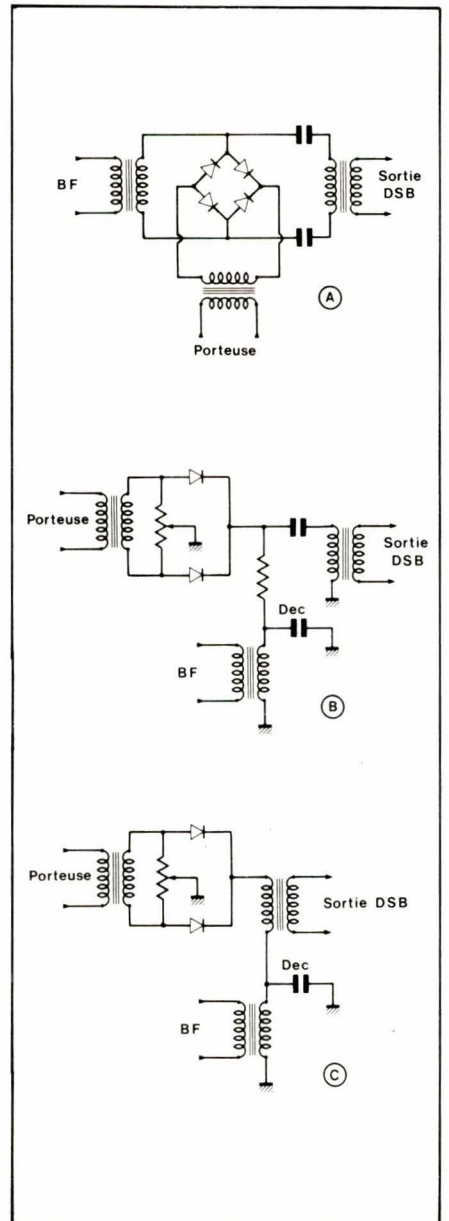 BF
Sortie
DSB
Porteuse
A
Porteuse
Sortie
DSB
Dec
BF
B
Porteuse
Sortie DSB
Dec
BF
C